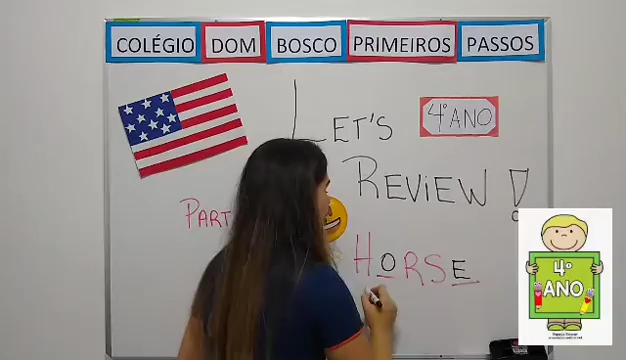 COLÉGIO DOM BOSCO PRIMEIROS PASSOS
LET'S
4º ANO
REVIEW!
PART
HORSE
4º
ANO